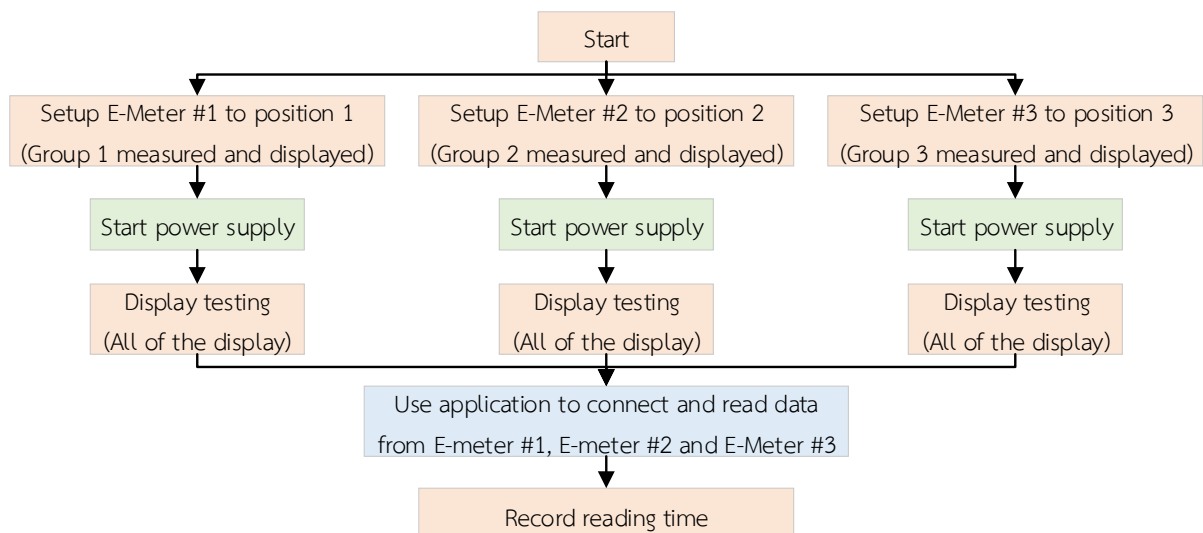 Start
Setup E-Meter #1 to position 1
(Group 1 measured and displayed)
Setup E-Meter #2 to position 2
(Group 2 measured and displayed)
Setup E-Meter #3 to position 3
(Group 3 measured and displayed)
Start power supply
Start power supply
Start power supply
Display testing
(All of the display)
Display testing
(All of the display)
Display testing
(All of the display)
Use application to connect and read data
from E-meter #1, E-meter #2 and E-Meter #3
Record reading time